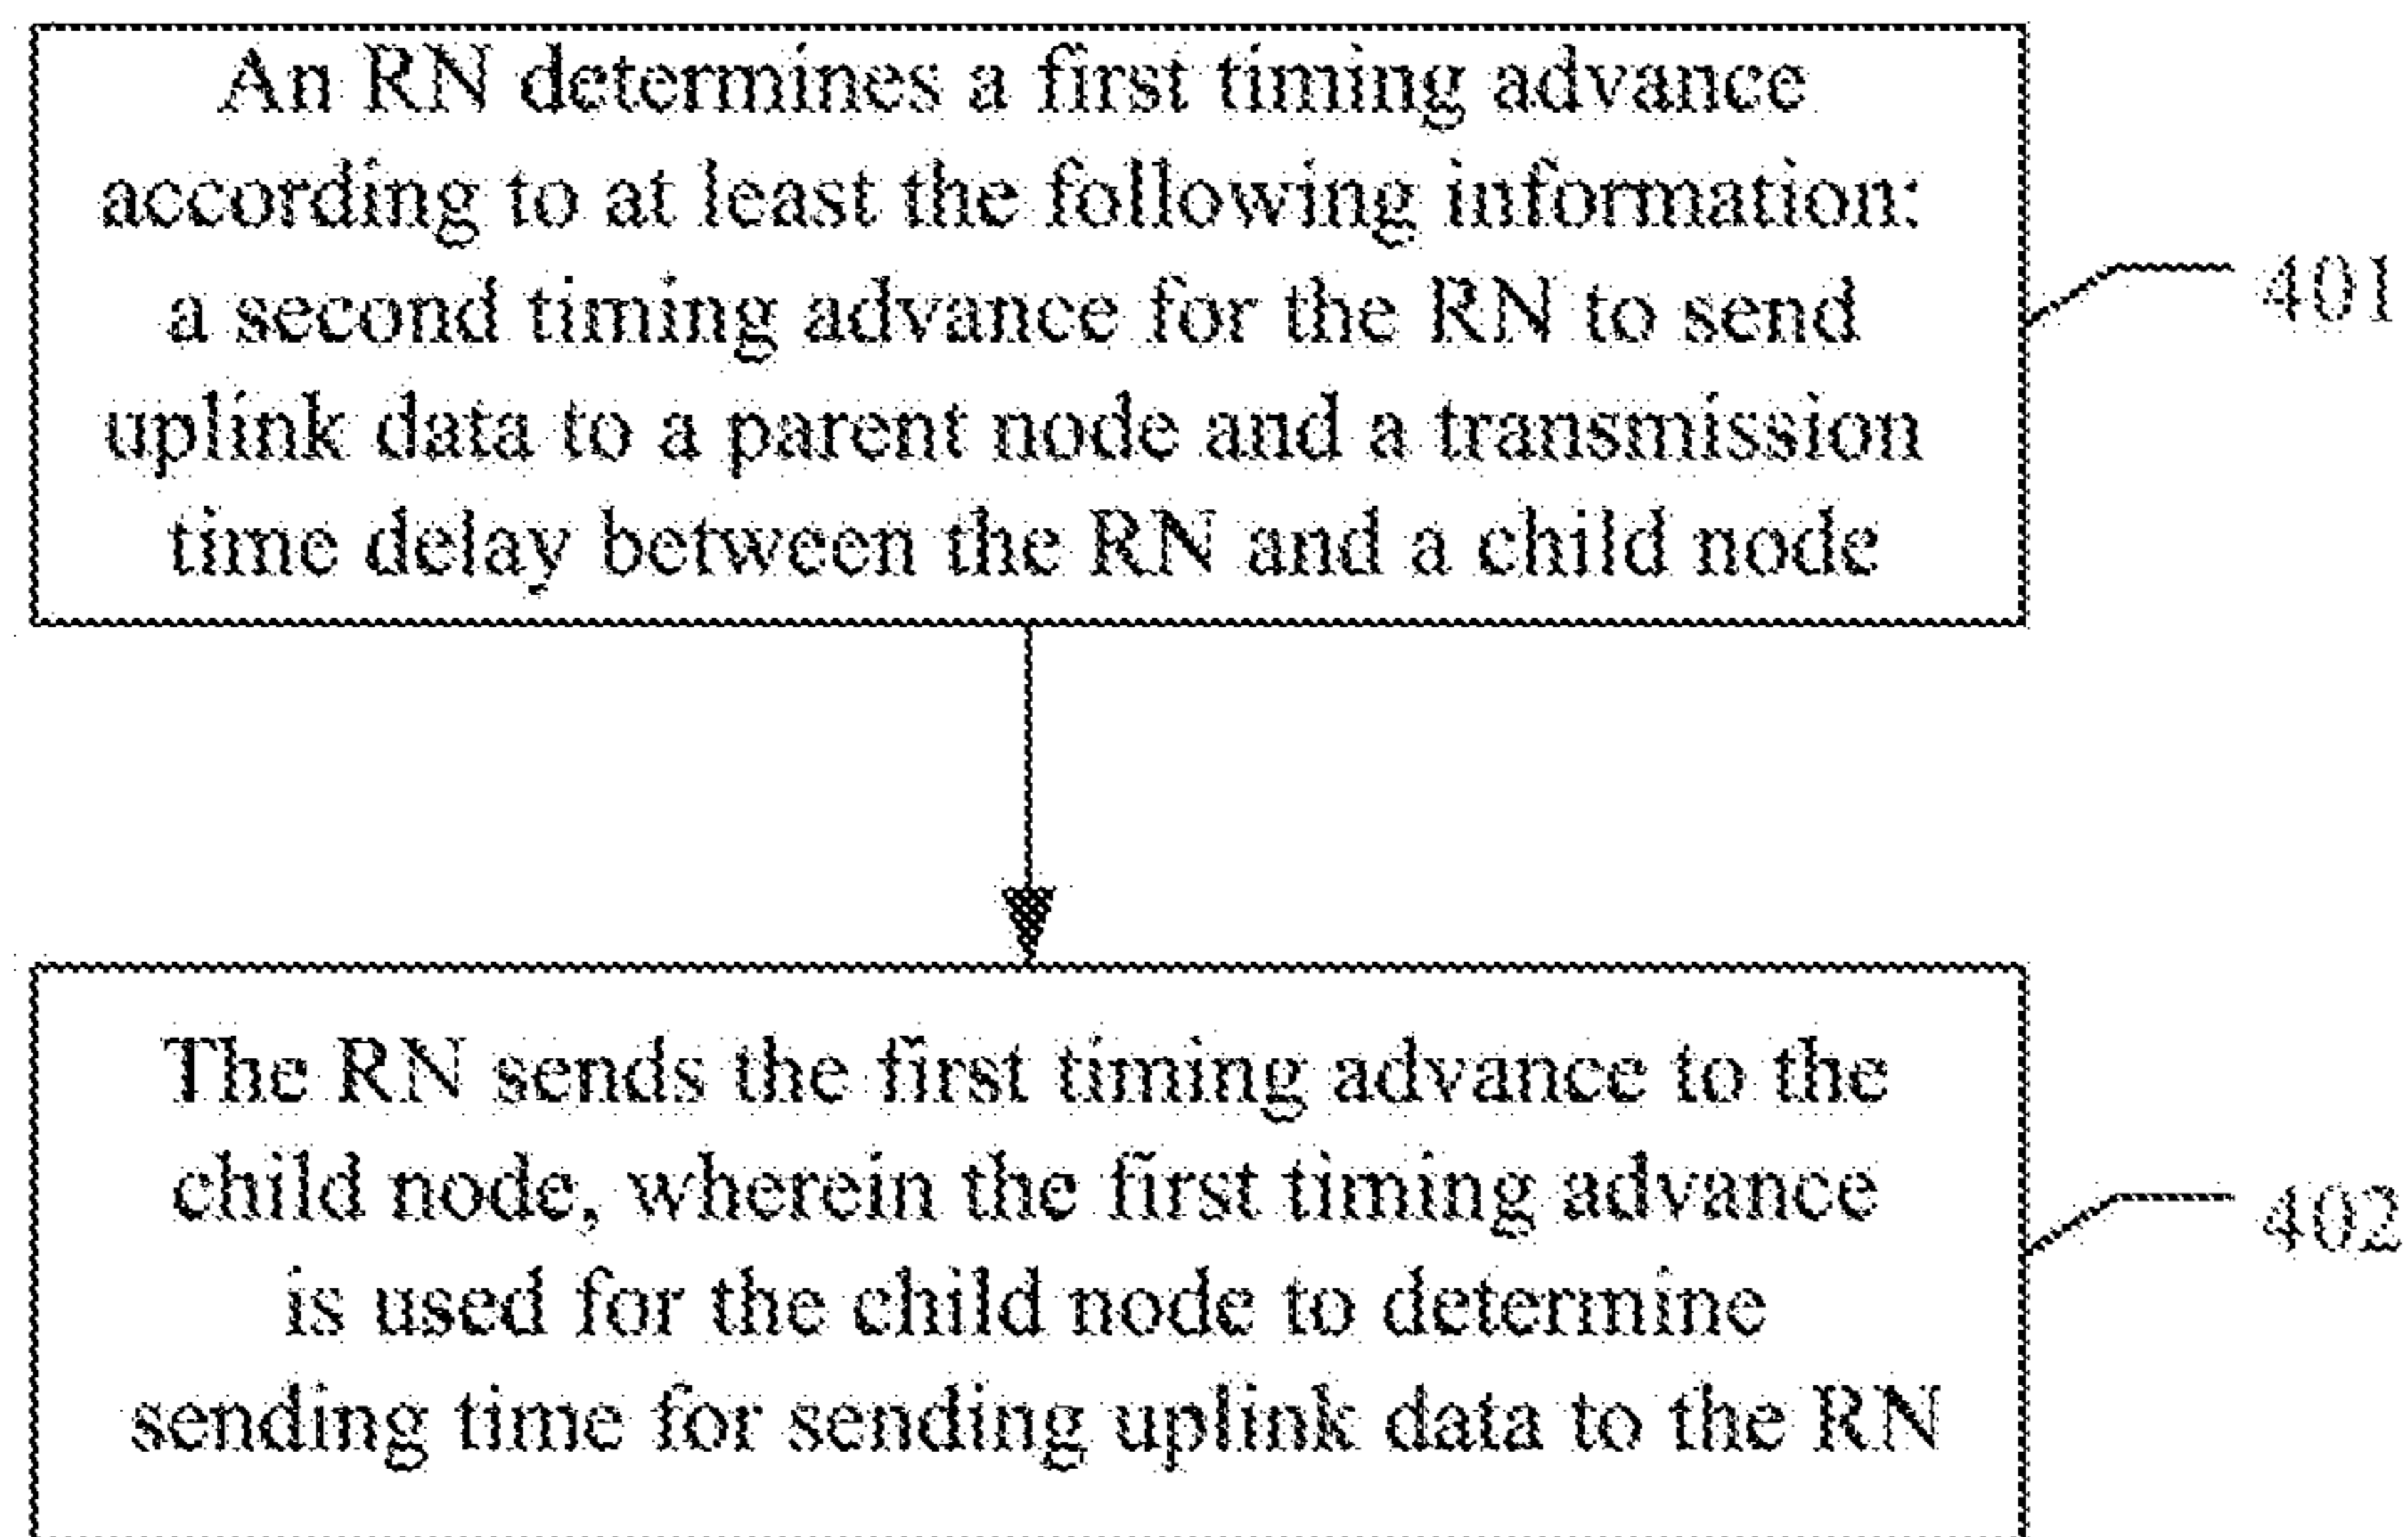 An RN determines a first timing advance
according to at least the following information:
a second timing advance for the RN to send
uplink data to a parent node and a transmission
time delay between the RN and a child node
401
The RN sends the first timing advance to the
child node, wherein the first timing advance
is used for the child node to determine
sending time for sending uplink data to the RN
402